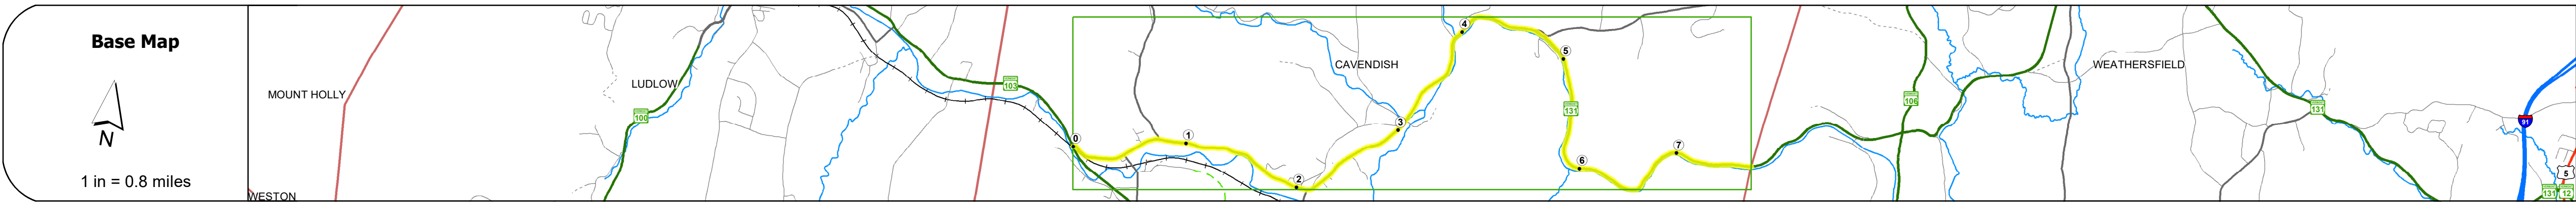 Base Map
N
1 in = 0.8 miles
MOUNT HOLLY
WESTON
LUDLOW
100
103
0
1
2
3
CAVENDISH
4
5
131
6
7
106
WEATHERSFIELD
131
91
5
131
12